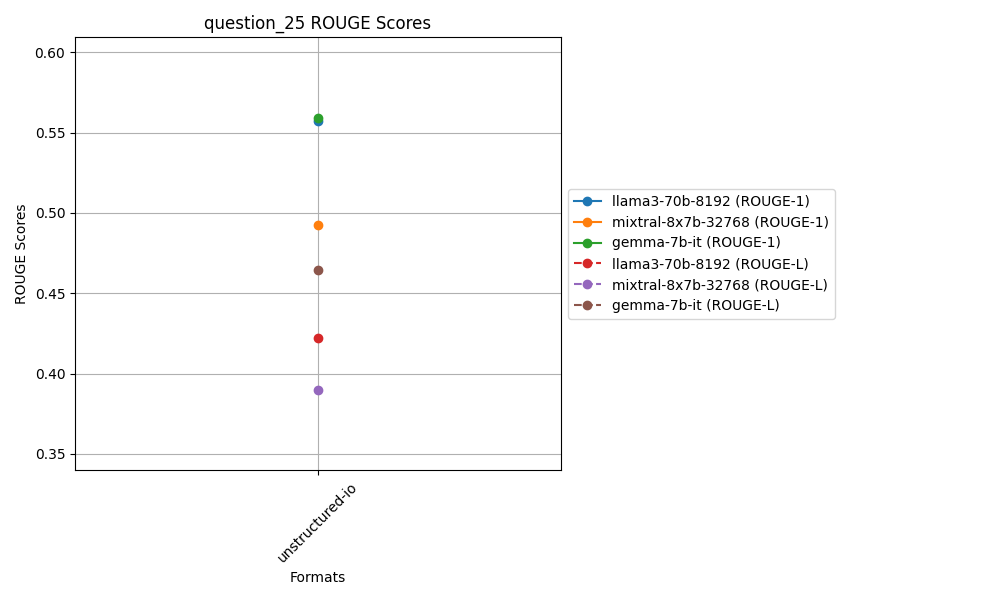 question_25 ROUGE Scores
0.60
0.55
0.50
0.45
0.40
0.35
ROUGE Scores
unstructured-io
Formats
llama3-70b-8192 (ROUGE-1)
mixtral-8x7b-32768 (ROUGE-1)
gemma-7b-it (ROUGE-1)
llama3-70b-8192 (ROUGE-L)
mixtral-8x7b-32768 (ROUGE-L)
gemma-7b-it (ROUGE-L)